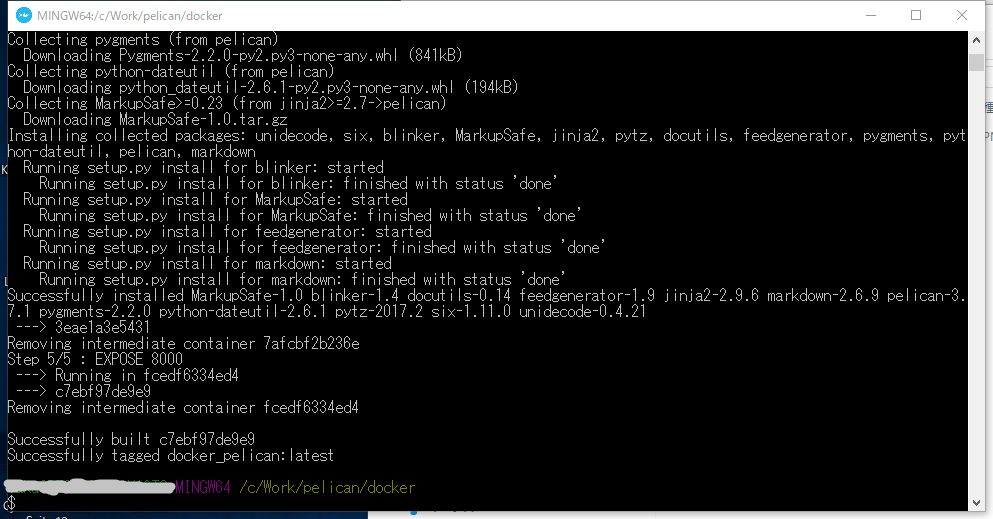 MINGW64:/c/Work/pelican/docker
Collecting pygments (from pelican)
  Downloading Pygments-2.2.0-py2.py3-none-any.whl (841kB)
Collecting python-dateutil (from pelican)
  Downloading python_dateutil-2.6.1-py2.py3-none-any.whl (194kB)
Collecting MarkupSafe>=0.23 (from jinja2>=2.7->pelican)
  Downloading MarkupSafe-1.0.tar.gz
Installing collected packages: unidecode, six, blinker, MarkupSafe, jinja2, pytz, docutils, feedgenerator, pygments, pyt
hon-dateutil, pelican, markdown
  Running setup.py install for blinker: started
    Running setup.py install for blinker: finished with status 'done'
  Running setup.py install for MarkupSafe: started
    Running setup.py install for MarkupSafe: finished with status 'done'
  Running setup.py install for feedgenerator: started
    Running setup.py install for feedgenerator: finished with status 'done'
  Running setup.py install for markdown: started
    Running setup.py install for markdown: finished with status 'done'
Successfully installed MarkupSafe-1.0 blinker-1.4 docutils-0.14 feedgenerator-1.9 jinja2-2.9.6 markdown-2.6.9 pelican-3.
7.1 pygments-2.2.0 python-dateutil-2.6.1 pytz-2017.2 six-1.11.0 unidecode-0.4.21
 ---> 3eae1a3e5431
Removing intermediate container 7afcbf2b236e
Step 5/5 : EXPOSE 8000
 ---> Running in fcedf6334ed4
 ---> c7ebf97de9e9
Removing intermediate container fcedf6334ed4
Successfully built c7ebf97de9e9
Successfully tagged docker_pelican:latest
MINGW64 /c/Work/pelican/docker
$